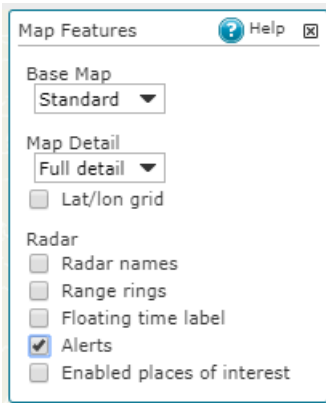 Map Features ? Help
Base Map
Standard
Map Detail
Full detail
Lat/lon grid
Radar
Radar names
Range rings
Floating time label
Alerts
Enabled places of interest